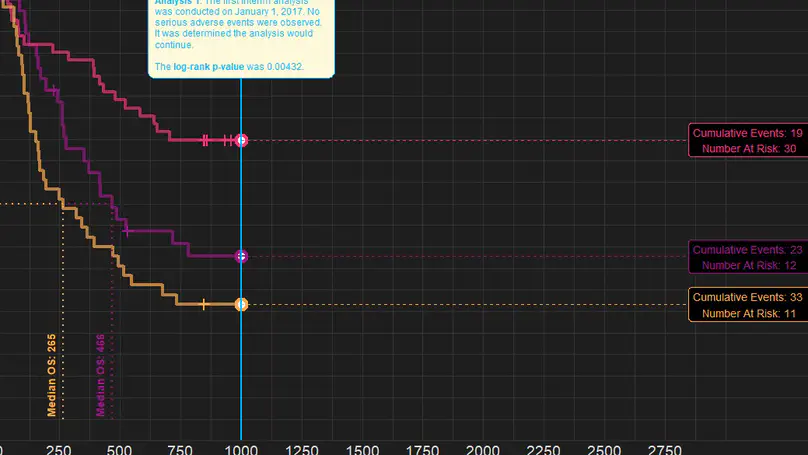 Analysis 1: The first interim analysis
was conducted on January 1, 2017. No
serious adverse events were observed.
It was determined the analysis would
continue.
The log-rank p-value was 0.00432.
Cumulative Events: 19
Number At Risk: 30
Cumulative Events: 23
Number At Risk: 12
Cumulative Events: 33
Number At Risk: 11
Median OS: 265
Median OS: 466
0 250 500 750 1000 1250 1500 1750 2000 2250 2500 2750